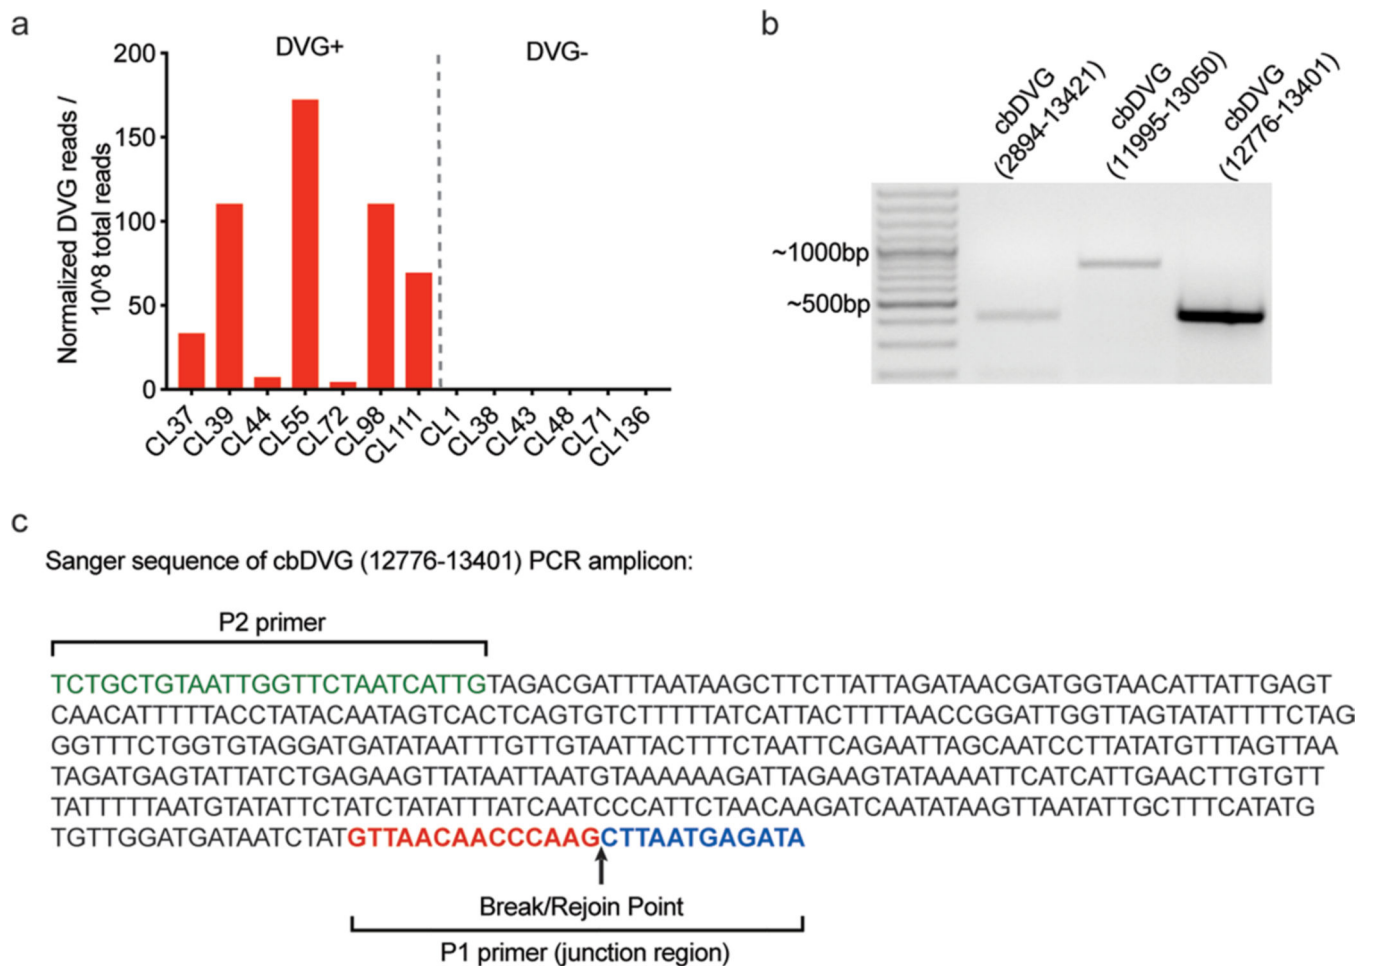 a
DVG+
DVG-
Normalized DVG reads /
10^8 total reads
200
150
100
50
0
CL37
CL39
CL44
CL55
CL72
CL98
CL111
CL1
CL38
CL43
CL48
CL71
CL136
b
cbDVG
(2894-13421)
cbDVG
(11995-13050)
cbDVG
(12776-13401)
~1000bp
~500bp
c
Sanger sequence of cbDVG (12776-13401) PCR amplicon:
P2 primer
TCTGCTGTAATTGGTTCTAATCATTGTAGACGATTTAATAAGCTTCTTATTAGATAACGATGGTAACATTATTGAGT
CAACATTTTTACCTATACAATAGTCACTCAGTGTCTTTTTATCATTACTTTTAACCGGATTGGTTAGTATATTTTCTAG
GGTTTCTGGTGTAGGATGATATAATTTGTTGTAATTACTTTCTAATTCAGAATTAGCAATCCTTATATGTTTAGTTAA
TAGATGAGTATTATCTGAGAAGTTATAATTAATGTAAAAAAGATTAGAAGTATAAAATTCATCATTGAACTTGTGTT
TATTTTTAATGTATATTCTATCTATATTTATCAATCCCATTCTAACAAGATCAATATAAGTTAATATTGCTTTCATATG
TGTTGGATGATAATCTATGTTAACAACCCAAGCTTAATGAGATA
Break/Rejoin Point
P1 primer (junction region)